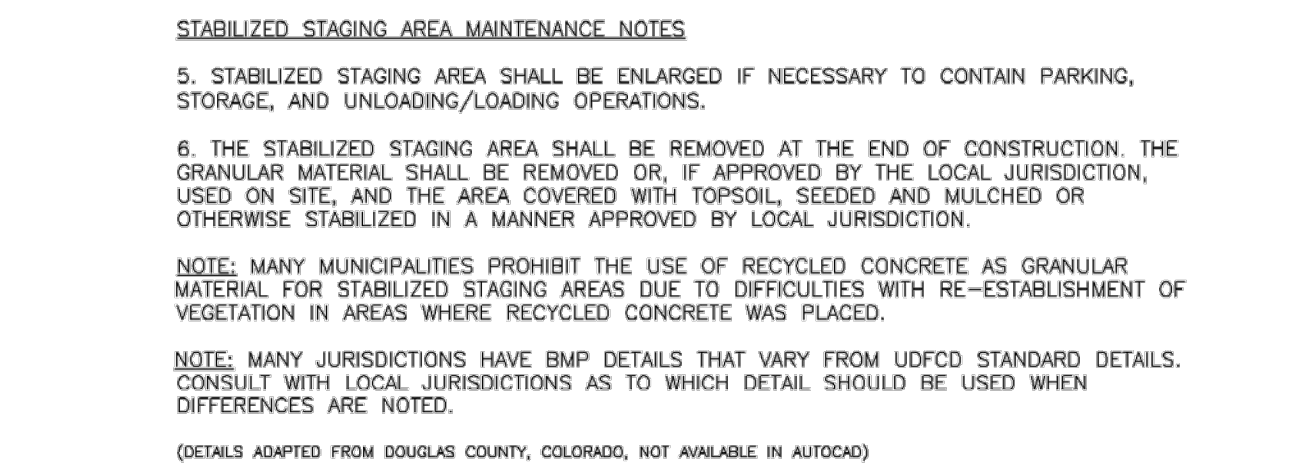 STABILIZED STAGING AREA MAINTENANCE NOTES
5. STABILIZED STAGING AREA SHALL BE ENLARGED IF NECESSARY TO CONTAIN PARKING,
STORAGE, AND UNLOADING/LOADING OPERATIONS.
6. THE STABILIZED STAGING AREA SHALL BE REMOVED AT THE END OF CONSTRUCTION. THE
GRANULAR MATERIAL SHALL BE REMOVED OR, IF APPROVED BY THE LOCAL JURISDICTION,
USED ON SITE, AND THE AREA COVERED WITH TOPSOIL, SEEDED AND MULCHED OR
OTHERWISE STABILIZED IN A MANNER APPROVED BY LOCAL JURISDICTION.
NOTE: MANY MUNICIPALITIES PROHIBIT THE USE OF RECYCLED CONCRETE AS GRANULAR
MATERIAL FOR STABILIZED STAGING AREAS DUE TO DIFFICULTIES WITH RE-ESTABLISHMENT OF
VEGETATION IN AREAS WHERE RECYCLED CONCRETE WAS PLACED.
NOTE: MANY JURISDICTIONS HAVE BMP DETAILS THAT VARY FROM UDFCD STANDARD DETAILS.
CONSULT WITH LOCAL JURISDICTIONS AS TO WHICH DETAIL SHOULD BE USED WHEN
DIFFERENCES ARE NOTED.
(DETAILS ADAPTED FROM DOUGLAS COUNTY, COLORADO, NOT AVAILABLE IN AUTOCAD)